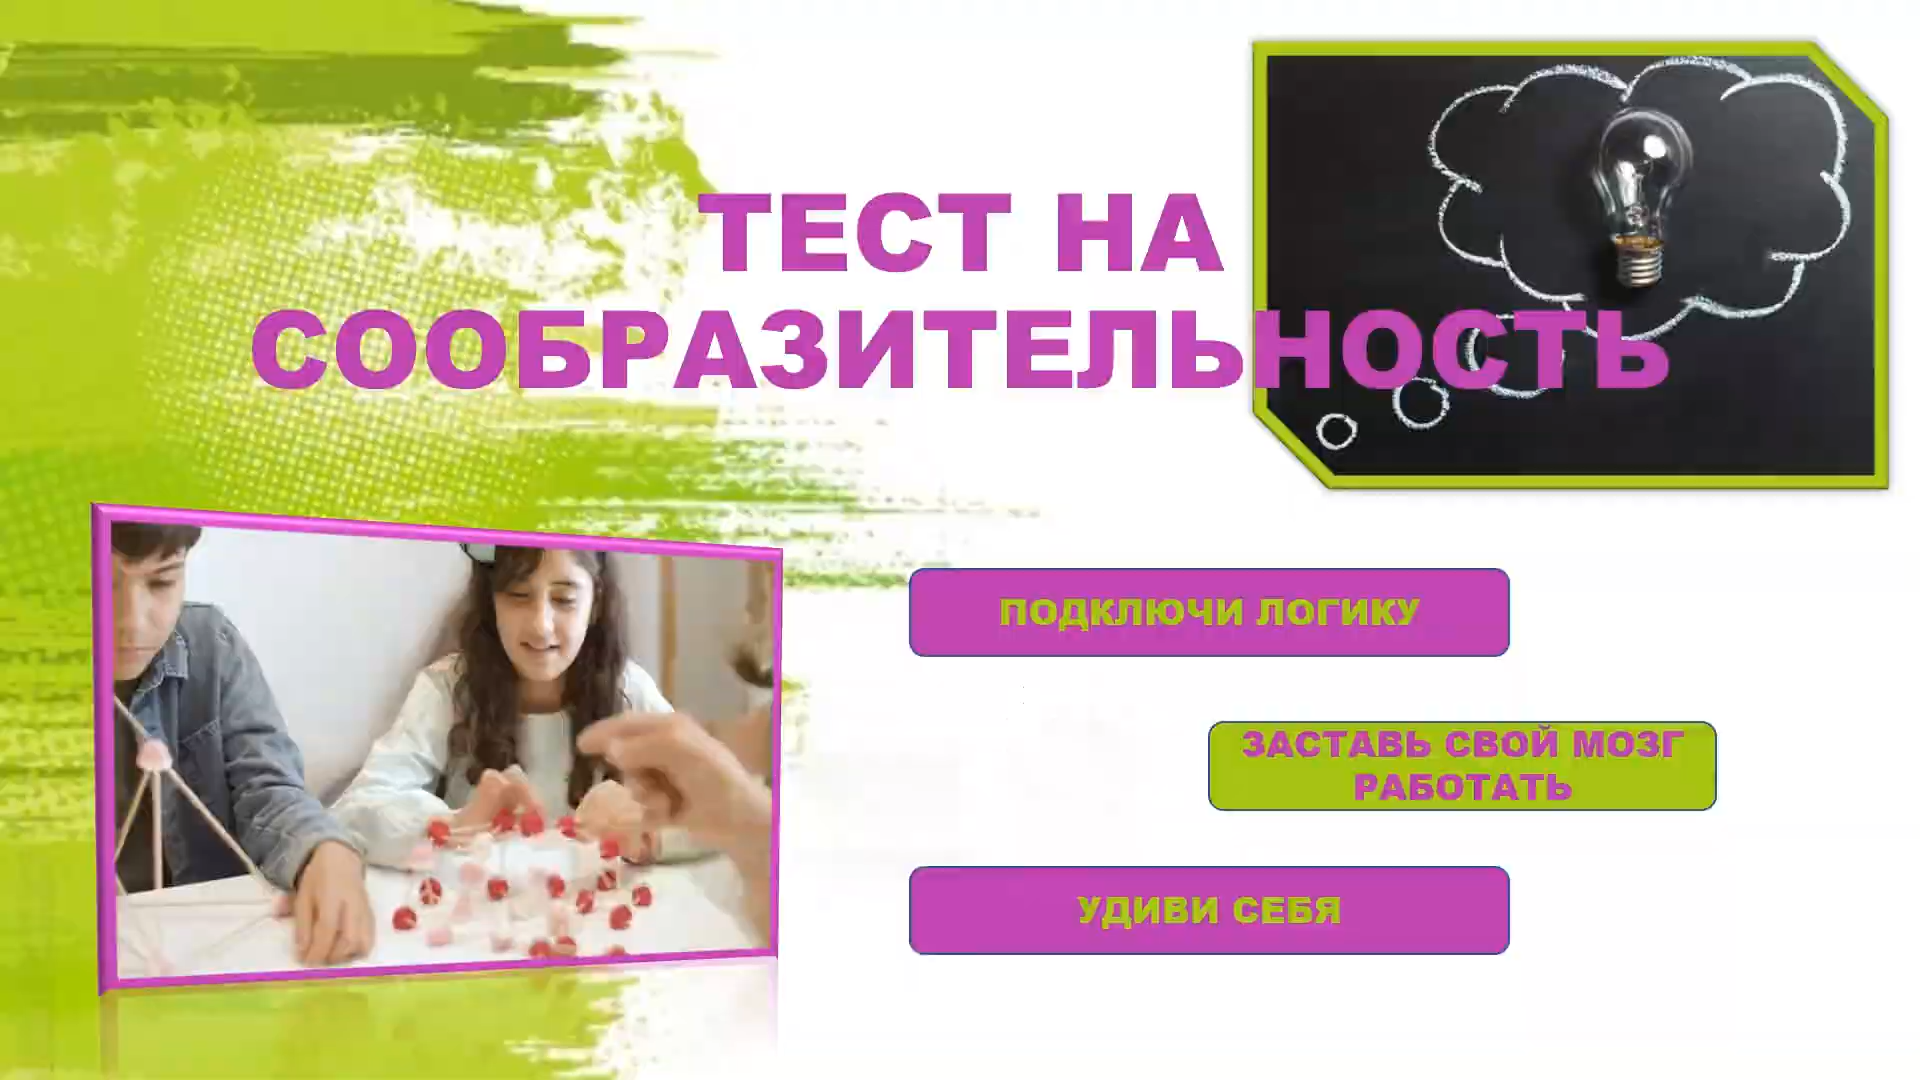 ТЕСТ НА
СООБРАЗИТЕЛЬНОСТЬ
ПОДКЛЮЧИ ЛОГИКУ
ЗАСТАВЬ СВОЙ МОЗГ
РАБОТАТЬ
УДИВИ СЕБЯ